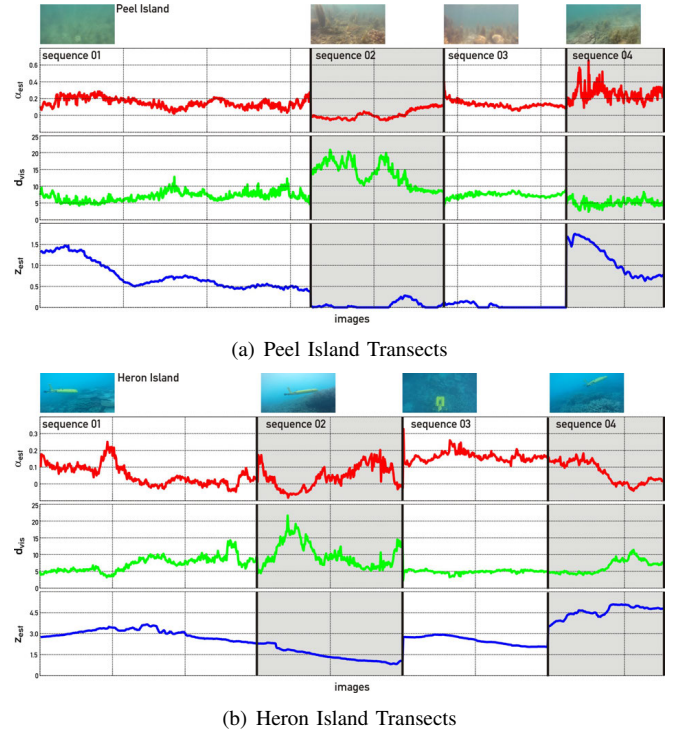 Peel Island
sequence 01 sequence 02 sequence 03 sequence 04
0.6
0.4
0.2
0
α_est
25
20
15
10
5
0
d_vis
1.5
1.0
0.5
0
z_est
images
(a) Peel Island Transects
Heron Island
sequence 01 sequence 02 sequence 03 sequence 04
0.3
0.2
0.1
0
α_est
25
20
15
10
5
0
d_vis
4.5
3.0
1.5
0
z_est
images
(b) Heron Island Transects